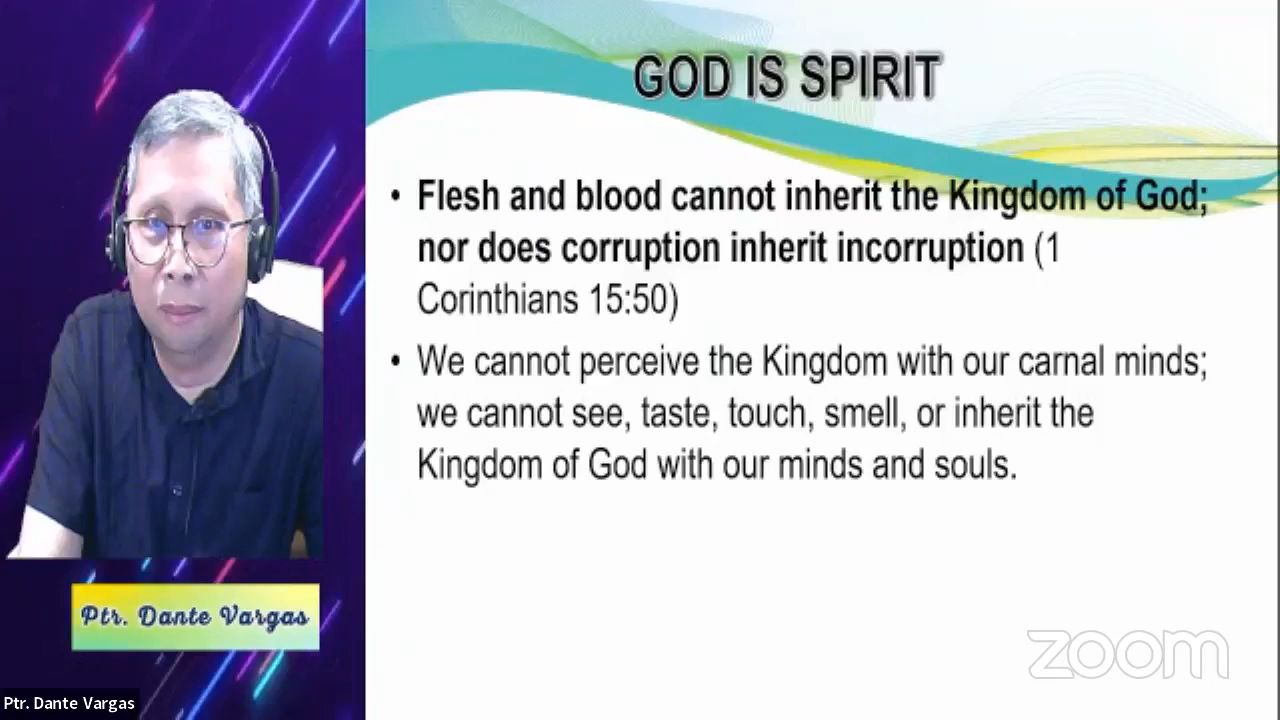 GOD IS SPIRIT
• Flesh and blood cannot inherit the Kingdom of God;
nor does corruption inherit incorruption (1
Corinthians 15:50)
• We cannot perceive the Kingdom with our carnal minds;
we cannot see, taste, touch, smell, or inherit the
Kingdom of God with our minds and souls.
Ptr. Dante Vargas
zoom
Ptr. Dante Vargas